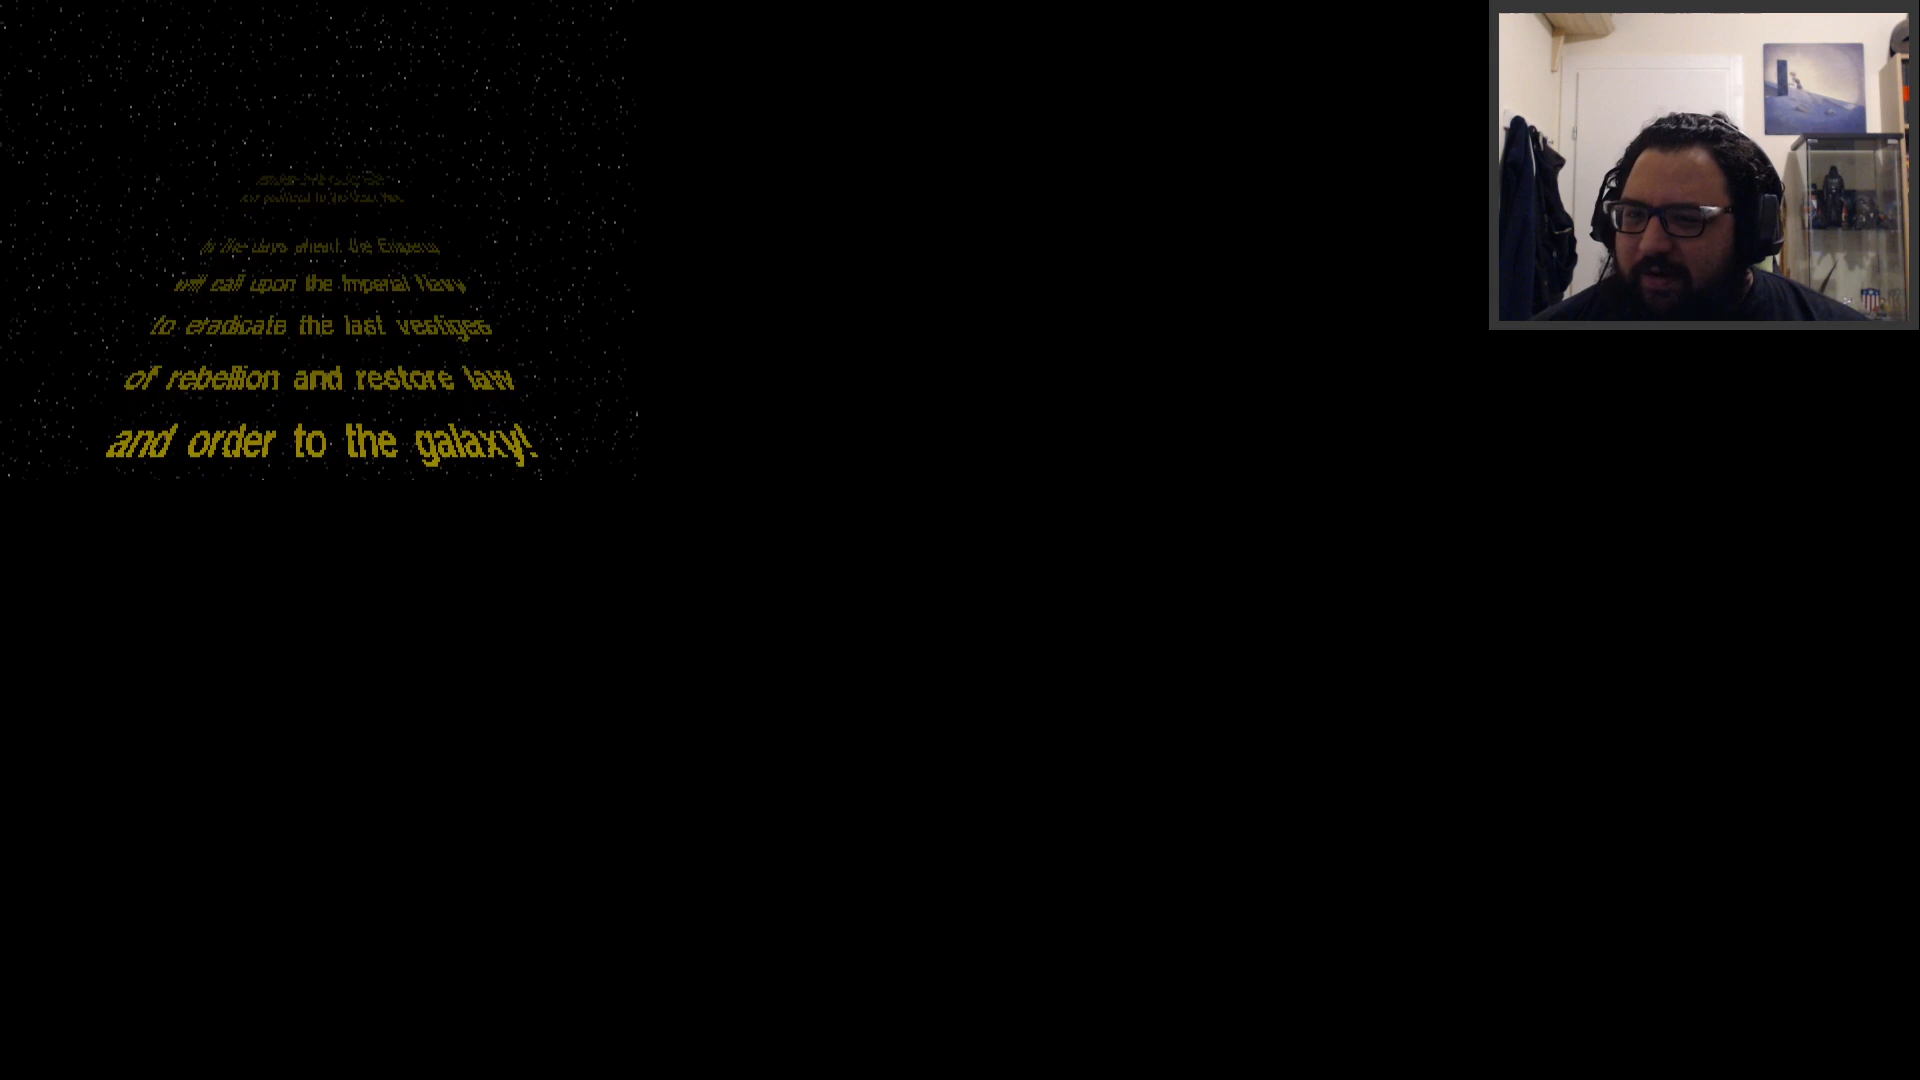 In the days ahead, the Emperor
will call upon the Imperial Navy
to eradicate the last vestiges
of rebellion and restore law
and order to the galaxy!